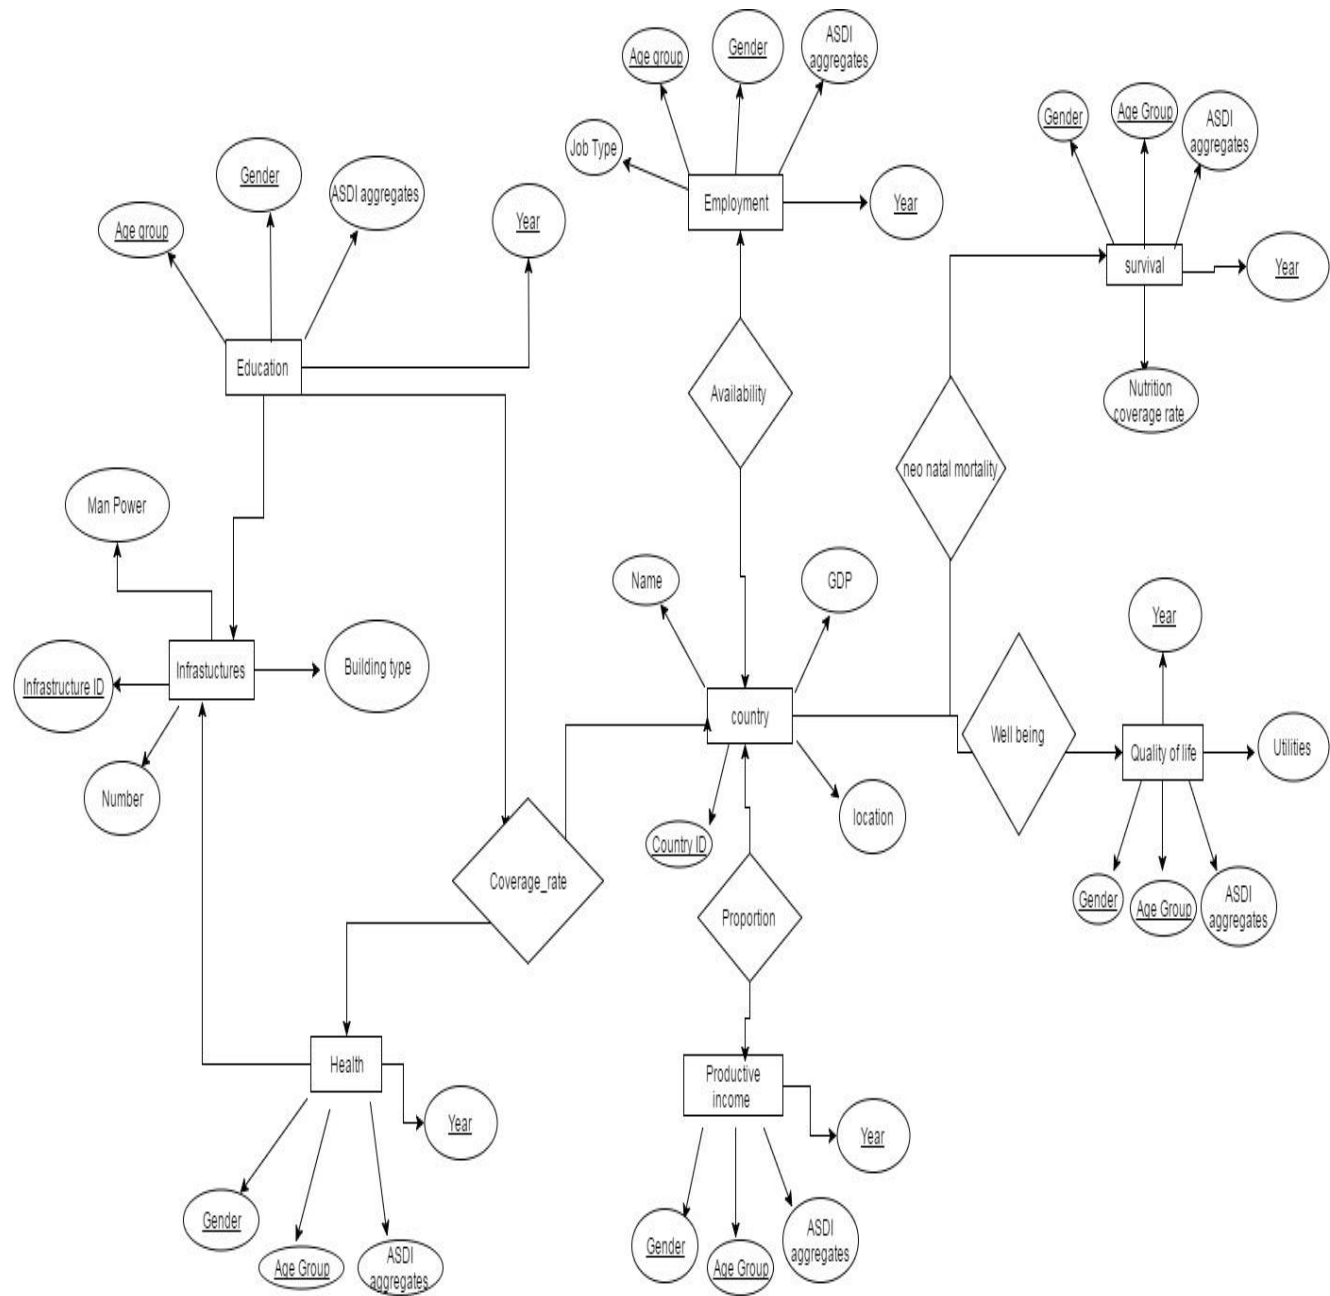 Age group
Gender
ASDI
aggregates
Job Type
Employment
Year
Gender
Age Group
ASDI
aggregates
survival
Year
Nutrition
coverage rate
Gender
ASDI aggregates
Age group
Year
Education
Availability
neo natal mortality
Man Power
Name
GDP
Year
Infrastuctures
Building type
Infrastructure ID
Number
country
Well being
Quality of life
Utilities
Country ID
location
Gender
Age Group
ASDI
aggregates
Coverage_rate
Proportion
Health
Year
Productive
income
Year
Gender
Age Group
ASDI
aggregates
Gender
Age Group
ASDI
aggregates